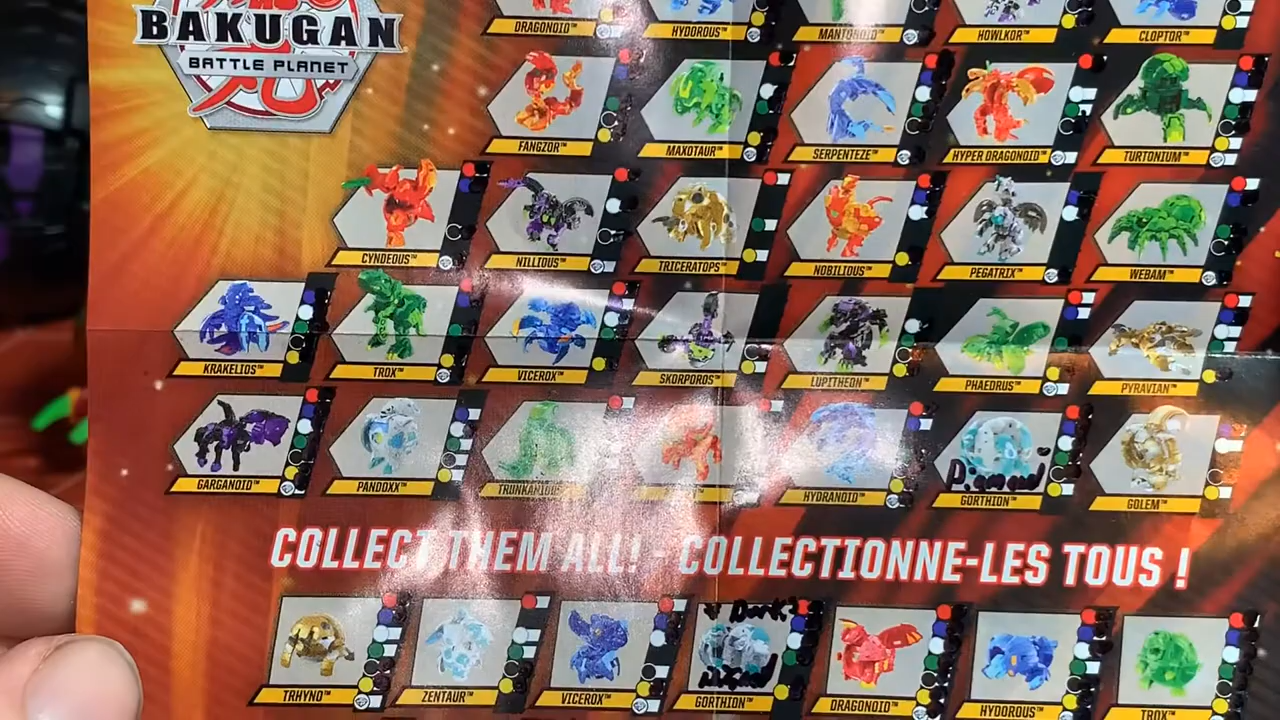 BAKUGAN
BATTLE PLANET
DRAGONOID™ HYDOROUS™ MANTONOID™ HOWLKOR™ CLOPTOR™
FANGZOR™ MAXOTAUR™ SERPENTEZE™ HYPER DRAGONOID™ TURTONIUM™
CYNDEOUS™ NILLIOUS™ TRICERATOPS™ NOBILIOUS™ PEGATRIX™ WEBAM™
KRAKELIOS™ TROX™ VICEROX™ SKORPOROS™ LUPITHEON™ PHAEDRUS™ PYRAVIAN™
Diamond
GARGANOID™ PANDOXX™ TRUNKANIOUS™ HYDRANOID™ GORTHION™ GOLEM™
COLLECT THEM ALL! - COLLECTIONNE-LES TOUS !
TRHYNO™ ZENTAUR™ VICEROX™ GORTHION™ DRAGONOID™ HYDOROUS™ TROX™